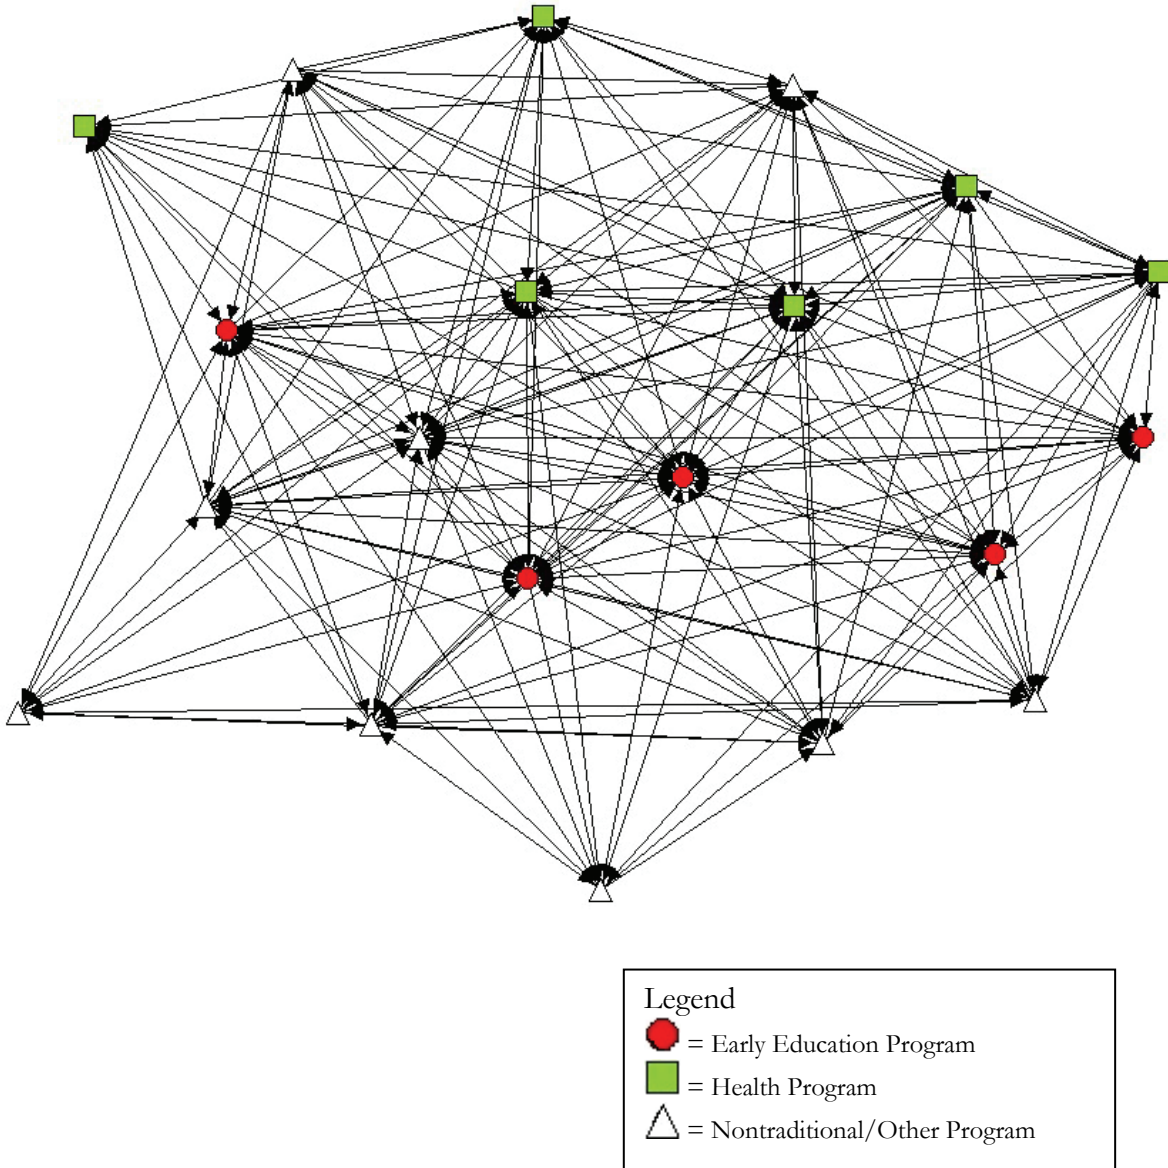 Legend
= Early Education Program
= Health Program
= Nontraditional/Other Program